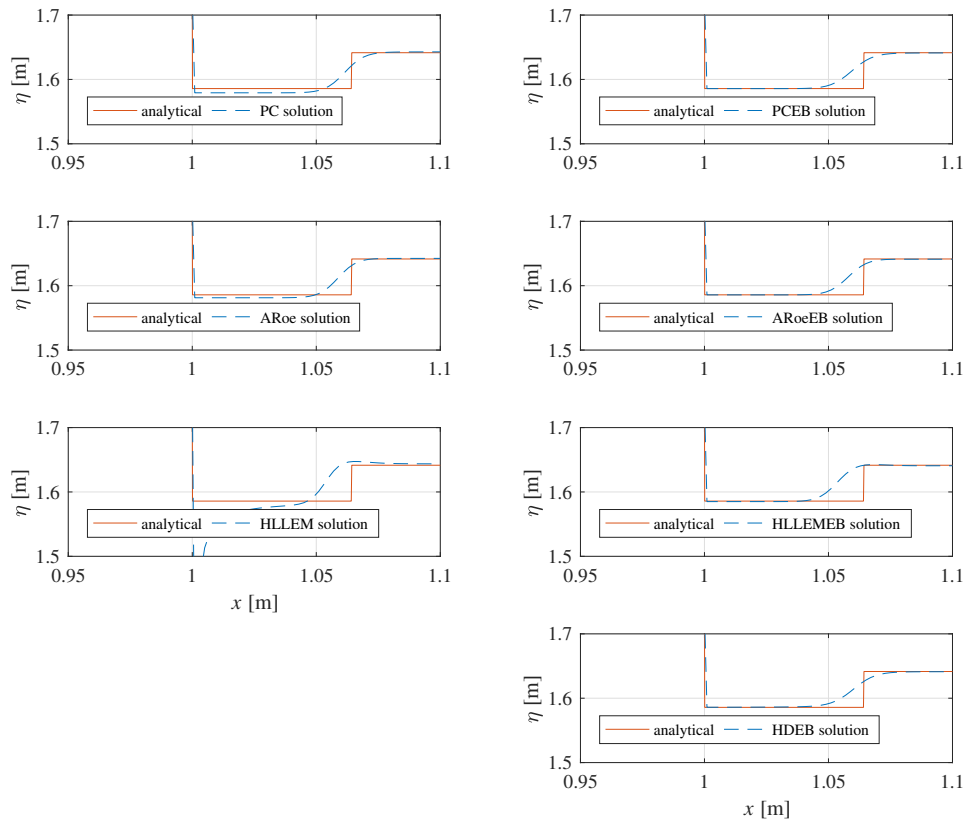 1.7
η [m]
1.6
analytical
PC solution
1.5
0.95
1
1.05
1.1
1.7
η [m]
1.6
analytical
PCEB solution
1.5
0.95
1
1.05
1.1
1.7
η [m]
1.6
analytical
ARoe solution
1.5
0.95
1
1.05
1.1
1.7
η [m]
1.6
analytical
ARoeEB solution
1.5
0.95
1
1.05
1.1
1.7
η [m]
1.6
analytical
HLLEM solution
1.5
0.95
1
1.05
1.1
x [m]
1.7
η [m]
1.6
analytical
HLLEMEB solution
1.5
0.95
1
1.05
1.1
1.7
η [m]
1.6
analytical
HDEB solution
1.5
0.95
1
1.05
1.1
x [m]